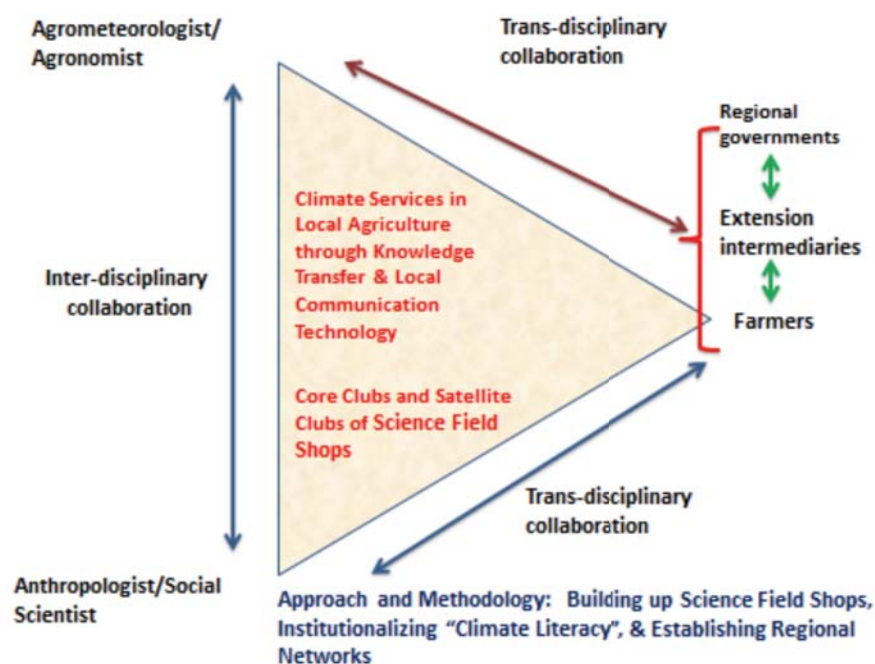 Agrometeorologist/
Agronomist
Trans-disciplinary
collaboration
Regional
governments
Extension
intermediaries
Farmers
Climate Services in
Local Agriculture
through Knowledge
Transfer & Local
Communication
Technology
Inter-disciplinary
collaboration
Core Clubs and Satellite
Clubs of Science Field
Shops
Trans-disciplinary
collaboration
Anthropologist/Social
Scientist
Approach and Methodology: Building up Science Field Shops,
Institutionalizing “Climate Literacy”, & Establishing Regional
Networks